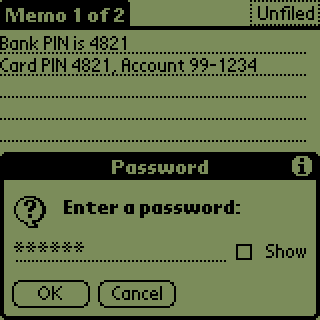 Memo 1 of 2 Unfiled
Bank PIN is 4821
Card PIN 4821, Account 99-1234
Password i
? Enter a password:
****** Show
OK Cancel